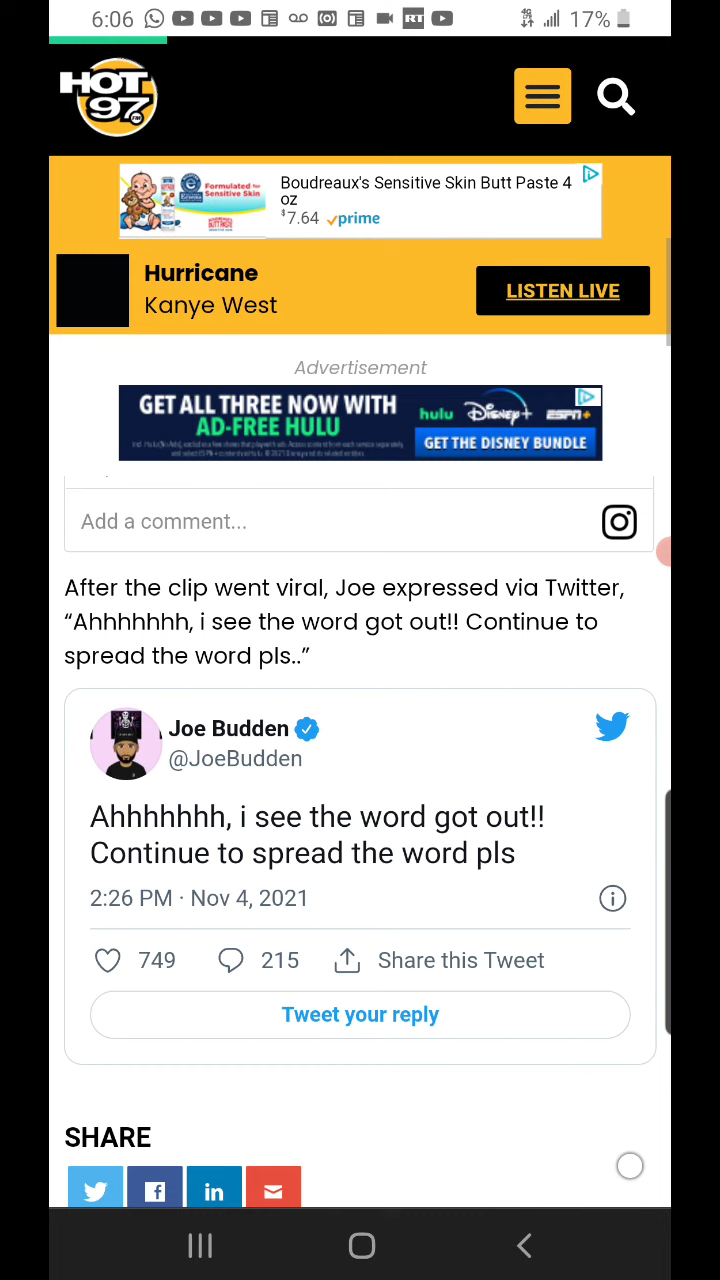 6:06
4G
17%
RT
HOT
97
FM
Formulated for
Sensitive Skin
Boudreaux's Sensitive Skin Butt Paste 4
oz
$7.64 prime
Hurricane
Kanye West
LISTEN LIVE
Advertisement
GET ALL THREE NOW WITH
AD-FREE HULU
hulu Disney+ ESPN+
GET THE DISNEY BUNDLE
Add a comment...
After the clip went viral, Joe expressed via Twitter,
“Ahhhhhhh, i see the word got out!! Continue to
spread the word pls..”
Joe Budden
@JoeBudden
Ahhhhhhh, i see the word got out!!
Continue to spread the word pls
2:26 PM · Nov 4, 2021
749 215 Share this Tweet
Tweet your reply
SHARE
in